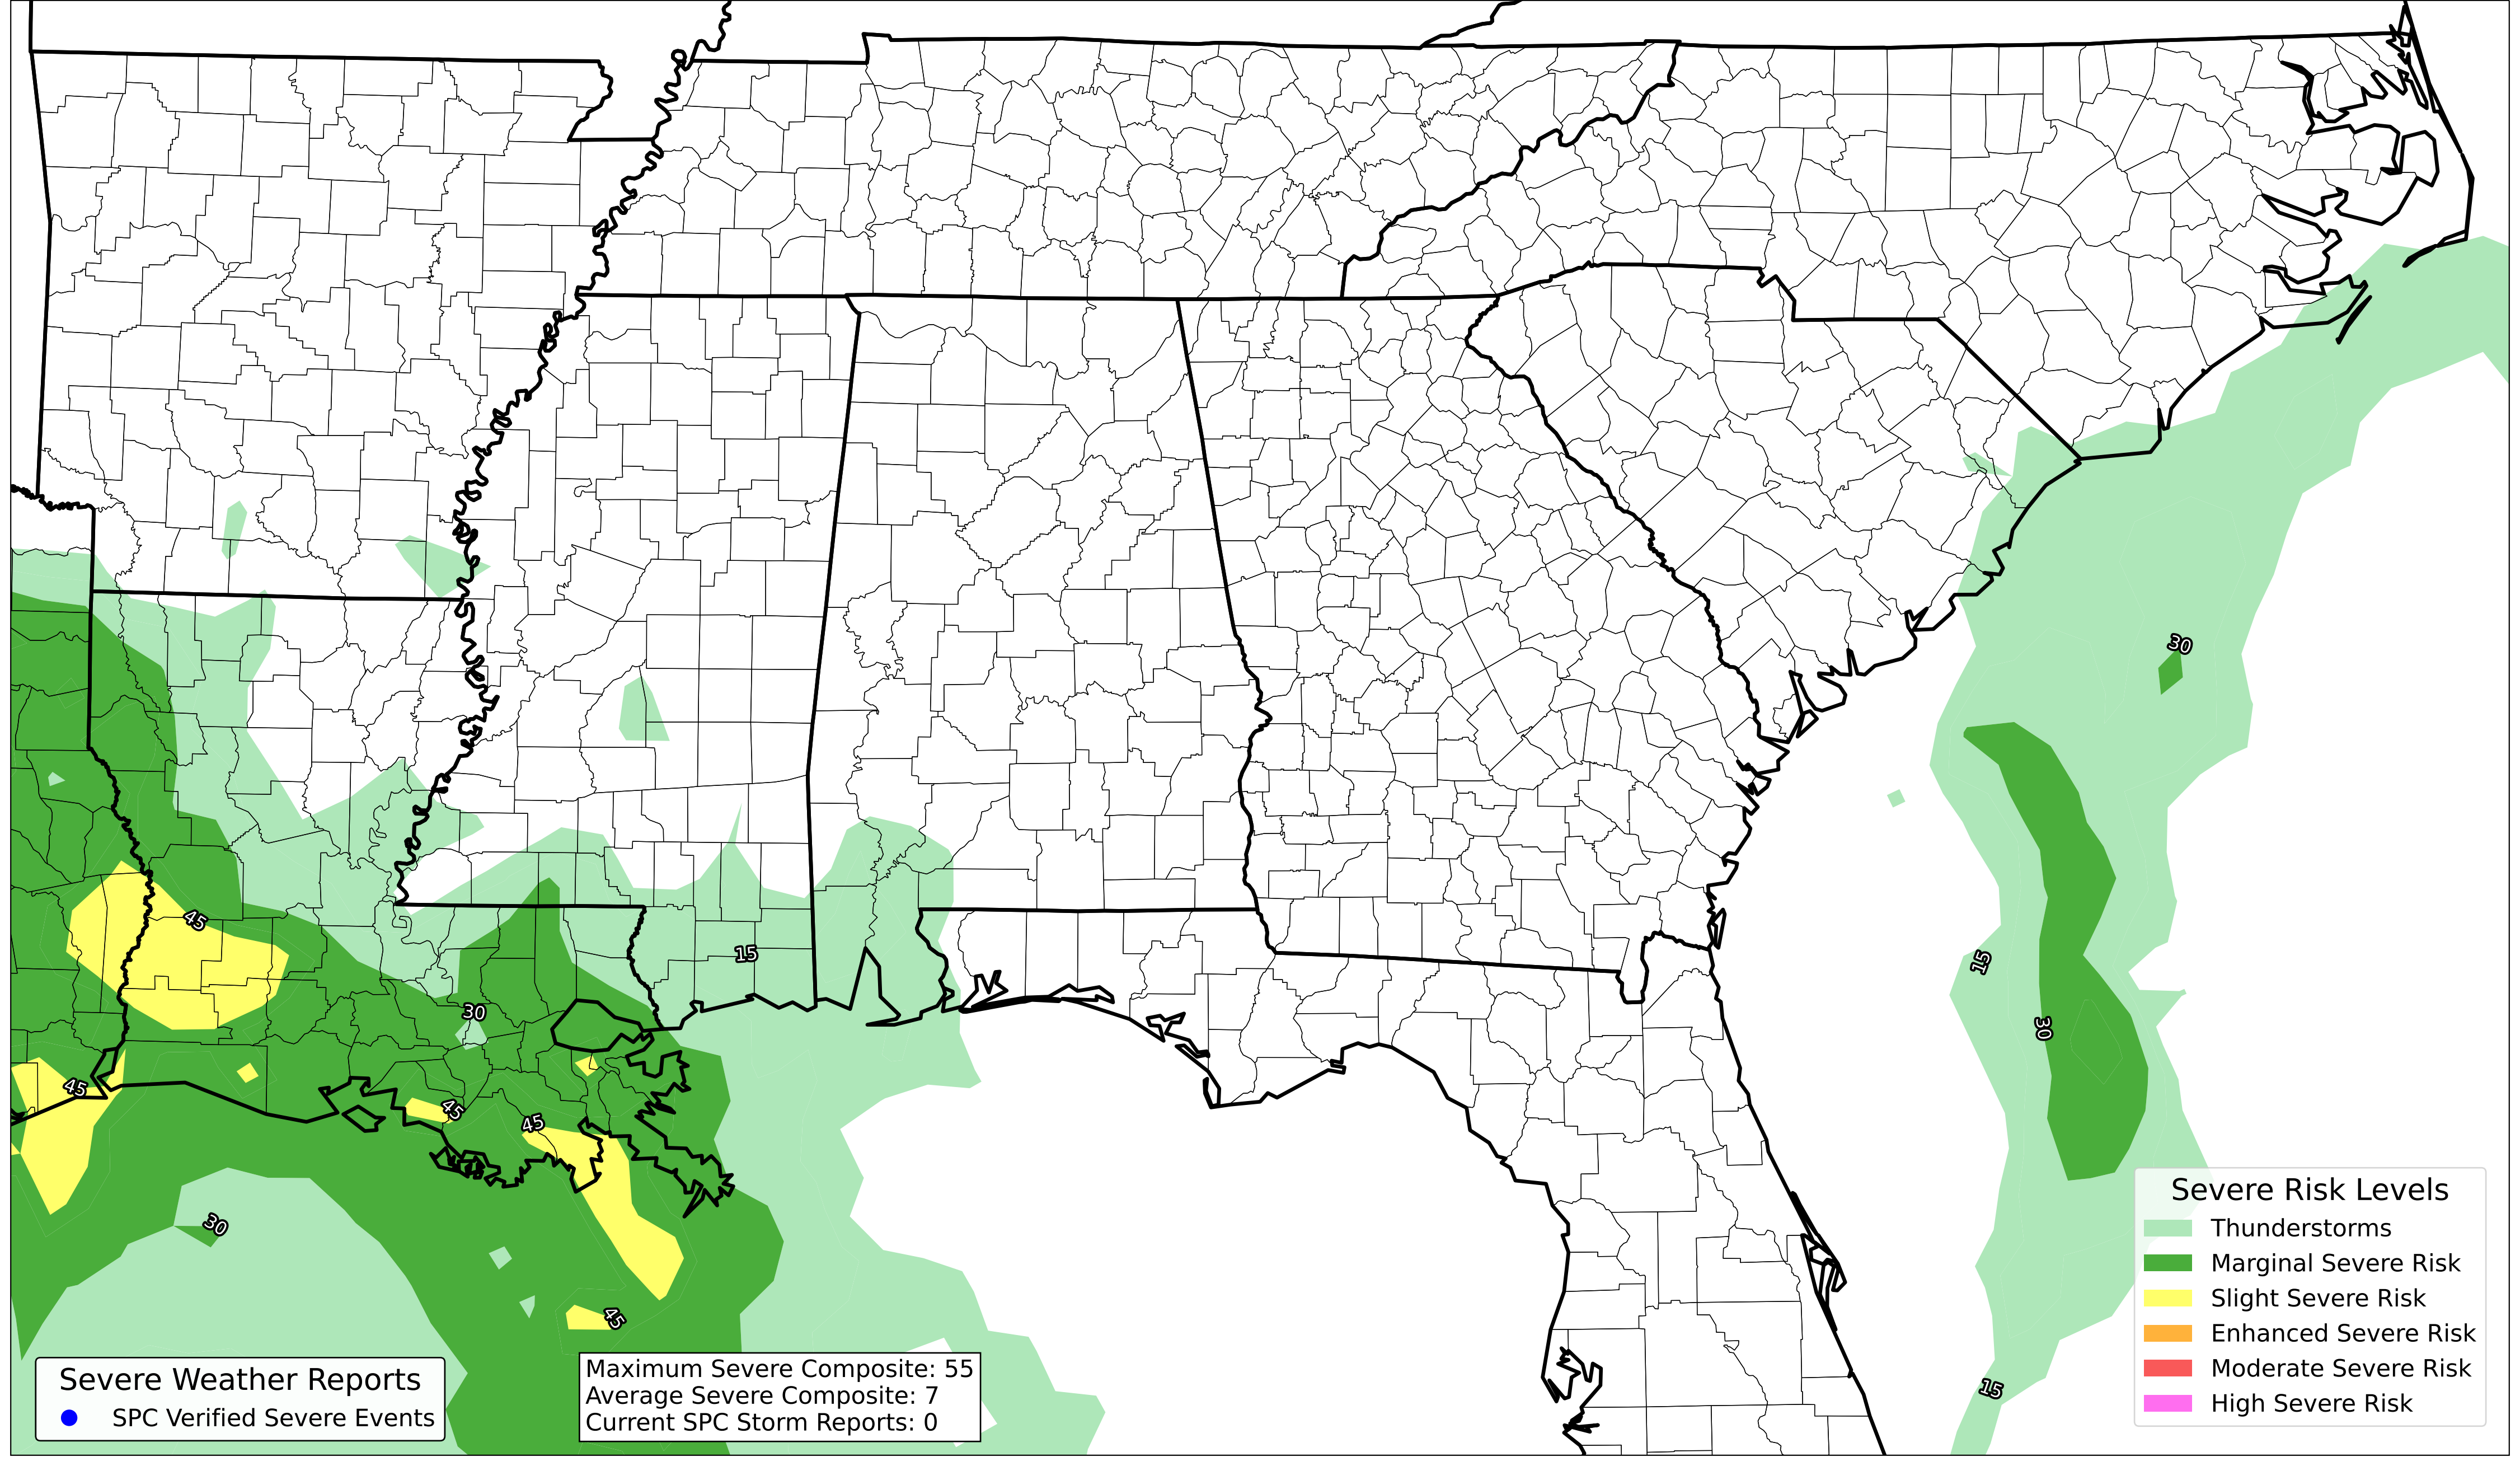 30
15
45
15
30
30
45
45
45
30
45
15
Severe Weather Reports
SPC Verified Severe Events
Maximum Severe Composite: 55
Average Severe Composite: 7
Current SPC Storm Reports: 0
Severe Risk Levels
Thunderstorms
Marginal Severe Risk
Slight Severe Risk
Enhanced Severe Risk
Moderate Severe Risk
High Severe Risk